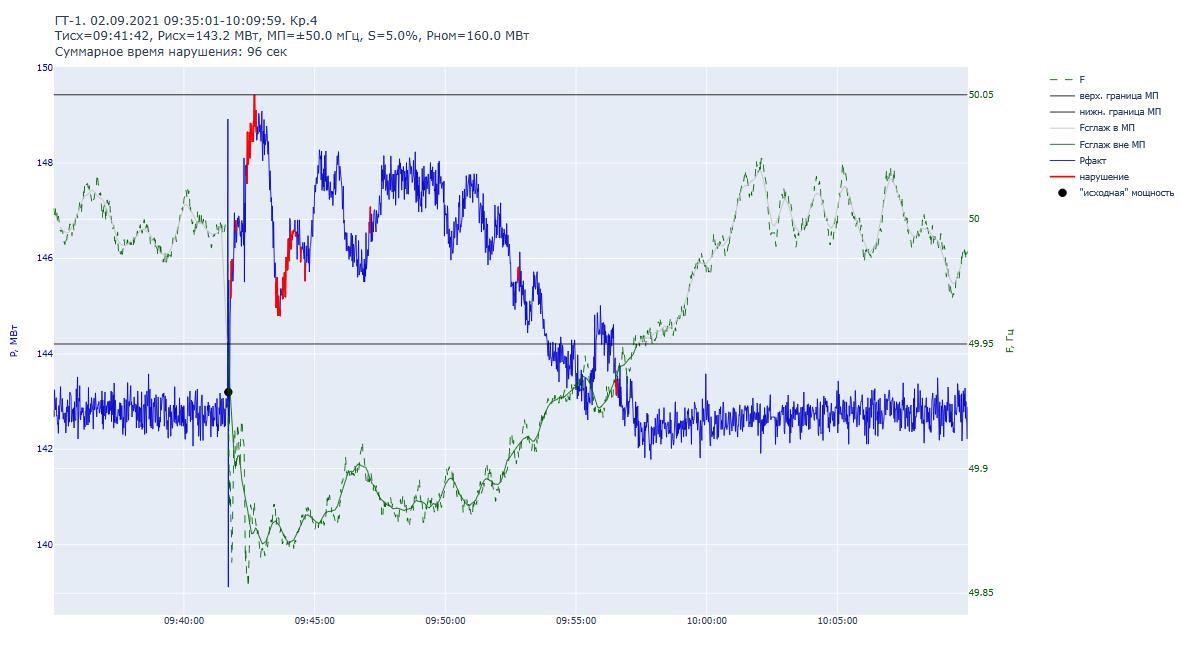 ГТ-1. 02.09.2021 09:35:01-10:09:59. Кр.4
Тисх=09:41:42, Рисх=143.2 МВт, МП=±50.0 мГц, S=5.0%, Рном=160.0 МВт
Суммарное время нарушения: 96 сек
150
148
146
144
142
140
P, МВт
50.05
50
49.95
49.9
49.85
F, Гц
09:40:00
09:45:00
09:50:00
09:55:00
10:00:00
10:05:00
F
верх. граница МП
нижн. граница МП
Fсглаж в МП
Fсглаж вне МП
Pфакт
нарушение
"исходная" мощность